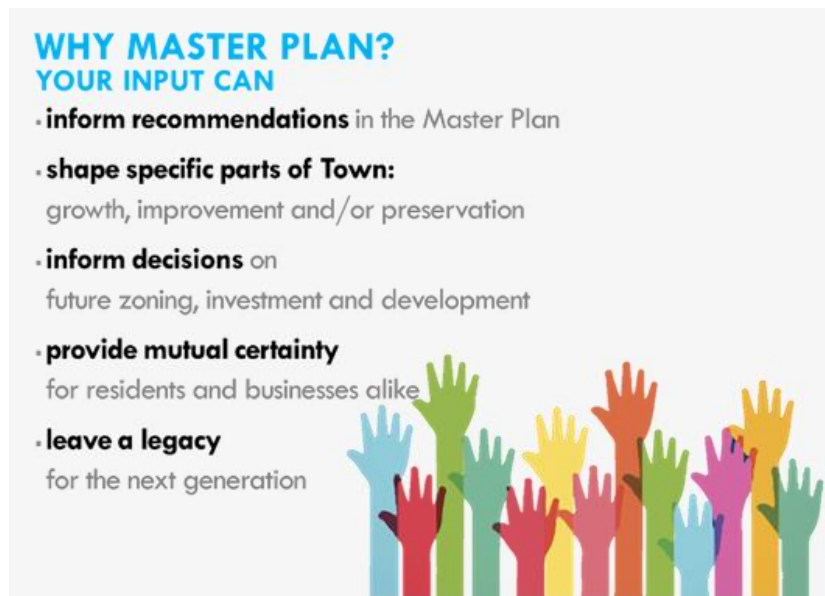 WHY MASTER PLAN?
YOUR INPUT CAN
▪ inform recommendations in the Master Plan
▪ shape specific parts of Town:
growth, improvement and/or preservation
▪ inform decisions on
future zoning, investment and development
▪ provide mutual certainty
for residents and businesses alike
▪ leave a legacy
for the next generation